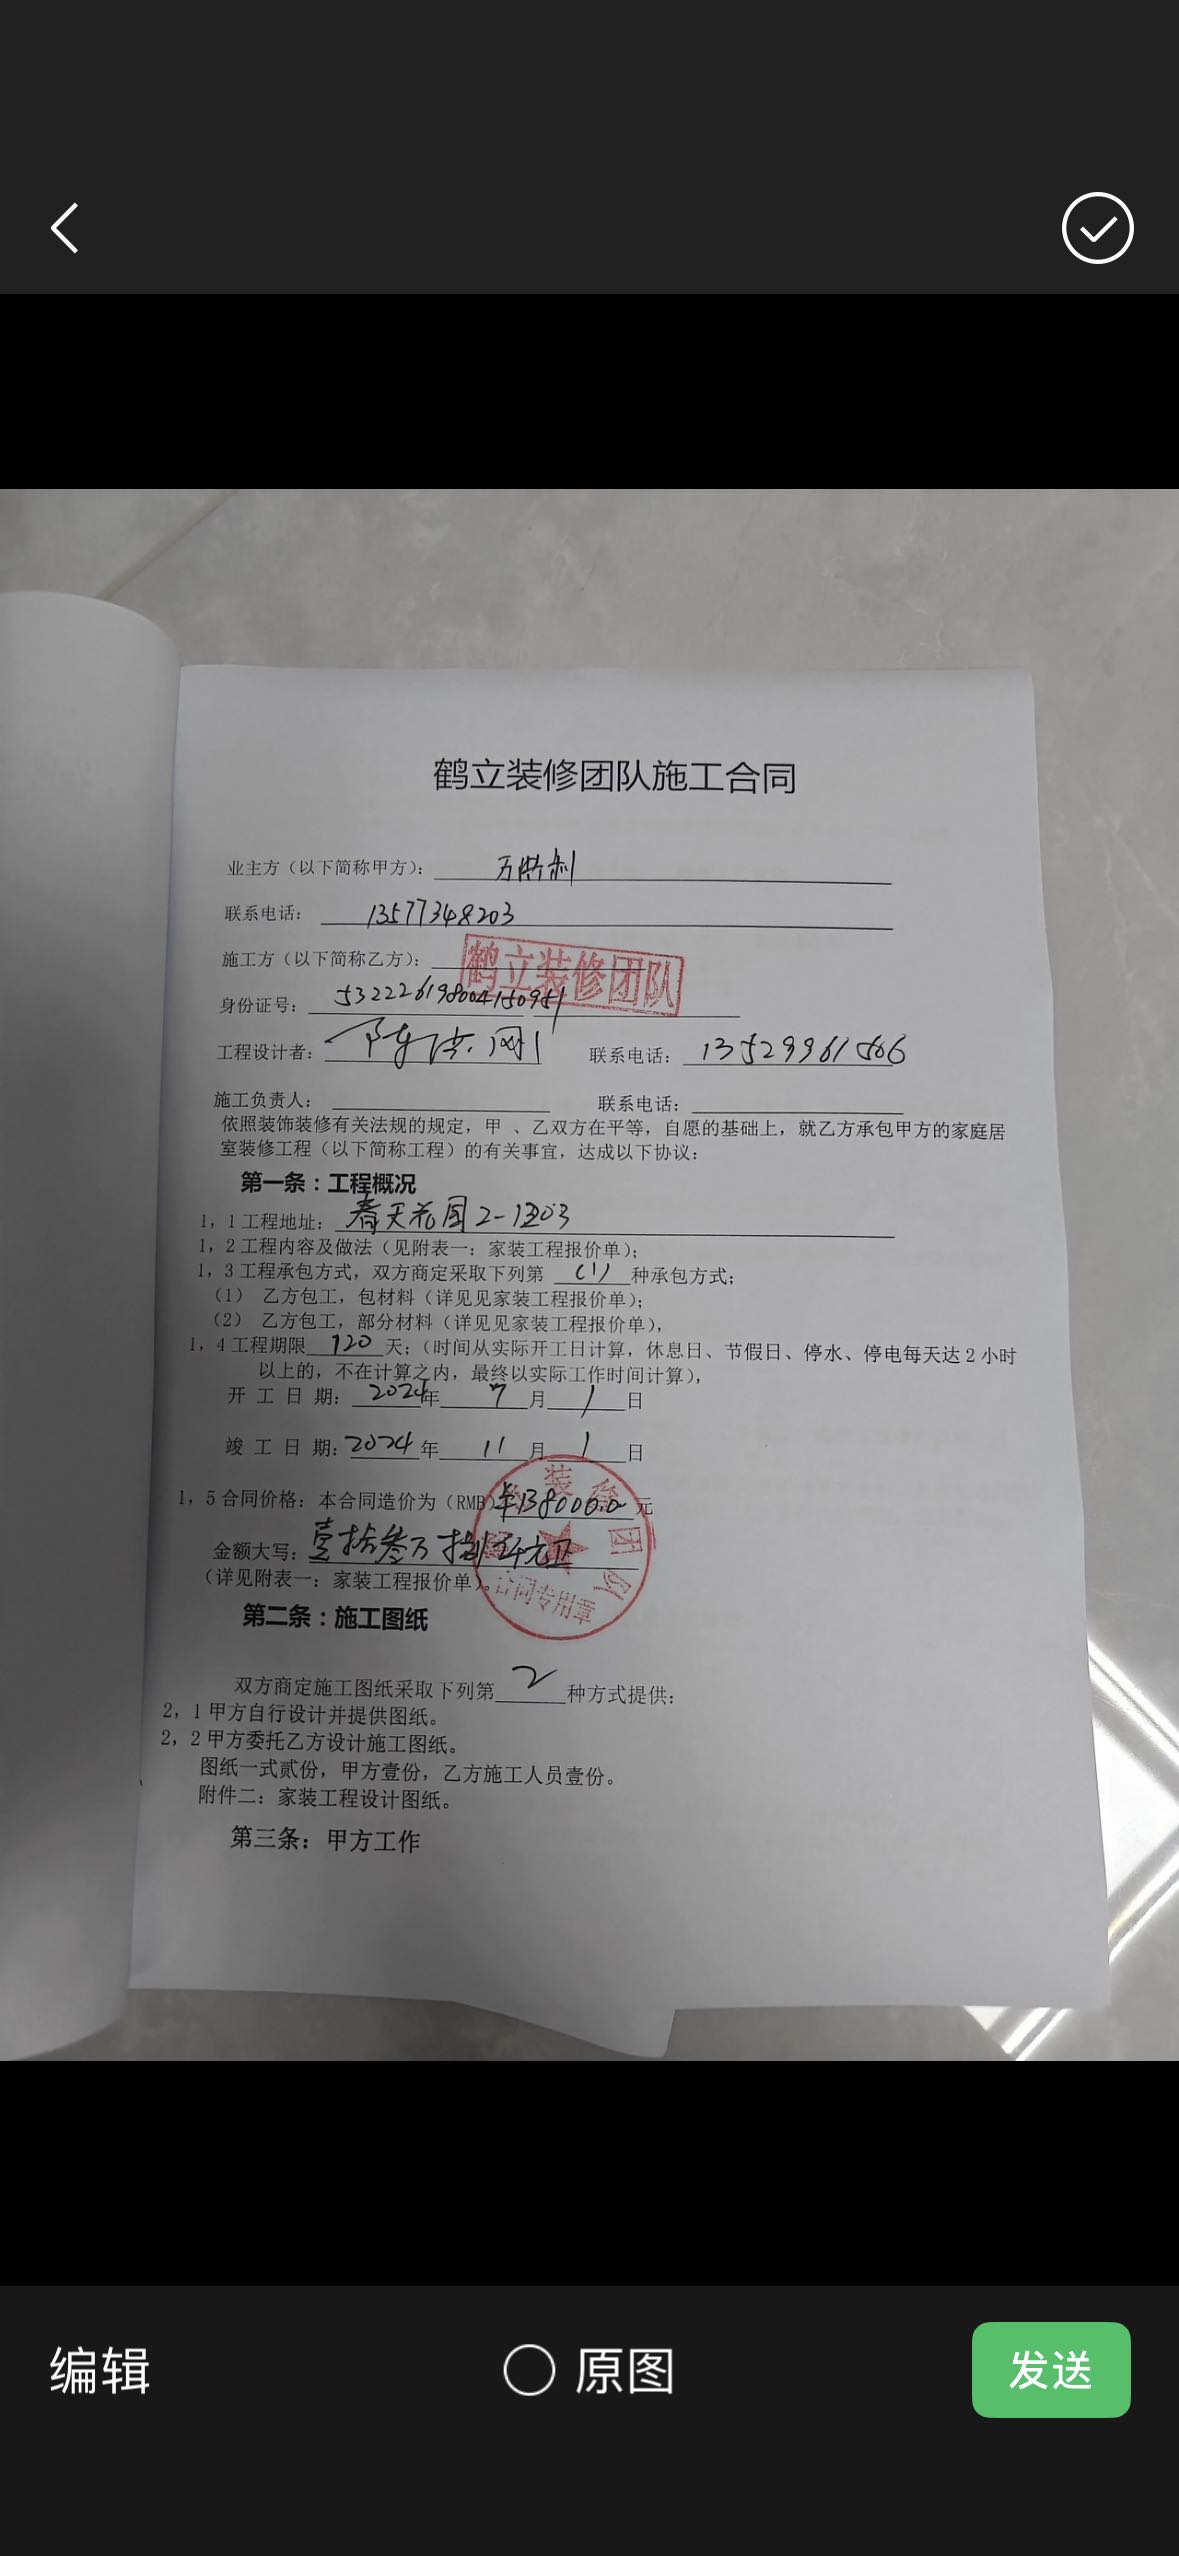 鹤立装修团队施工合同
业主方（以下简称甲方）：
联系电话： 13577348203
施工方（以下简称乙方）： 鹤立装修团队
身份证号： 532226198004150951
工程设计者： 联系电话： 13529961566
施工负责人： 联系电话：
依照装饰装修有关法规的规定，甲 、乙双方在平等，自愿的基础上，就乙方承包甲方的家庭居
室装修工程（以下简称工程）的有关事宜，达成以下协议：
第一条：工程概况
1，1工程地址： 春天花园2-1203
1，2工程内容及做法（见附表一：家装工程报价单）；
1，3工程承包方式，双方商定采取下列第 （1） 种承包方式；
（1） 乙方包工，包材料（详见见家装工程报价单）；
（2） 乙方包工，部分材料（详见见家装工程报价单），
1，4工程期限 120 天；（时间从实际开工日计算，休息日、节假日、停水、停电每天达2小时
以上的，不在计算之内，最终以实际工作时间计算），
开 工 日 期： 2024年 7 月 1 日
竣 工 日 期： 2024年 11 月 1 日
1，5合同价格：本合同造价为（RMB） ¥138000.0 元
金额大写： 壹拾叁万捌仟元正
（详见附表一：家装工程报价单）。
装修团队
合同专用章
第二条：施工图纸
双方商定施工图纸采取下列第 2 种方式提供：
2，1甲方自行设计并提供图纸。
2，2甲方委托乙方设计施工图纸。
图纸一式贰份，甲方壹份，乙方施工人员壹份。
附件二：家装工程设计图纸。
第三条：甲方工作
编辑
原图
发送